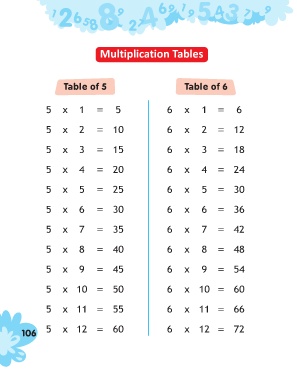 Multiplication Tables
Table of 5
5 x 1 = 5
5 x 2 = 10
5 x 3 = 15
5 x 4 = 20
5 x 5 = 25
5 x 6 = 30
5 x 7 = 35
5 x 8 = 40
5 x 9 = 45
5 x 10 = 50
5 x 11 = 55
5 x 12 = 60
Table of 6
6 x 1 = 6
6 x 2 = 12
6 x 3 = 18
6 x 4 = 24
6 x 5 = 30
6 x 6 = 36
6 x 7 = 42
6 x 8 = 48
6 x 9 = 54
6 x 10 = 60
6 x 11 = 66
6 x 12 = 72
106